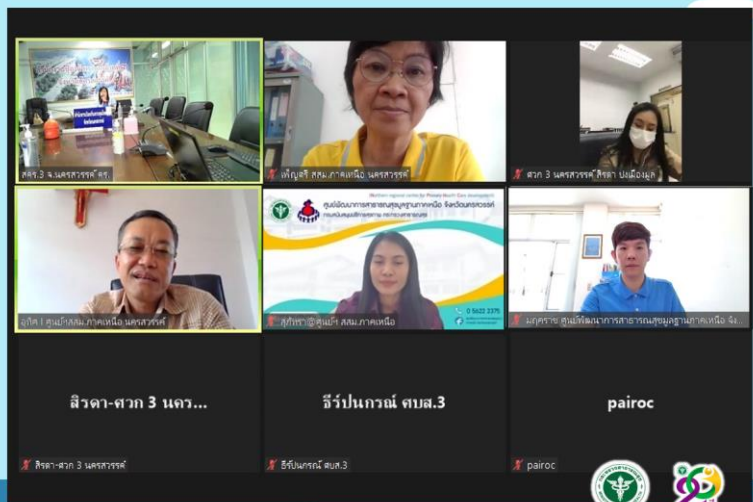 สคร.3 จ.นครสวรรค์ คร.
เพ็ญศรี สสม.ภาคเหนือ นครสวรรค์
ศวก 3 นครสวรรค์ สิรดา ปงเมืองมูล
Northern regional centre for Primary Health Care development
ศูนย์พัฒนาการสาธารณสุขมูลฐานภาคเหนือ จังหวัดนครสวรรค์
กรมสนับสนุนบริการสุขภาพ กระทรวงสาธารณสุข
0 5622 2375
อุทิศ l ศูนย์ฯสสม.ภาคเหนือ นครสวรรค์
สุภัทรา@ศูนย์ฯ สสม.ภาคเหนือ
มฤคราช ศูนย์พัฒนาการสาธารณสุขมูลฐานภาคเหนือ จัง...
สิรดา-ศวก 3 นคร...
ธีร์ปนกรณ์ ศบส.3
pairoc
สิรดา-ศวก 3 นครสวรรค์
ธีร์ปนกรณ์ ศบส.3
pairoc